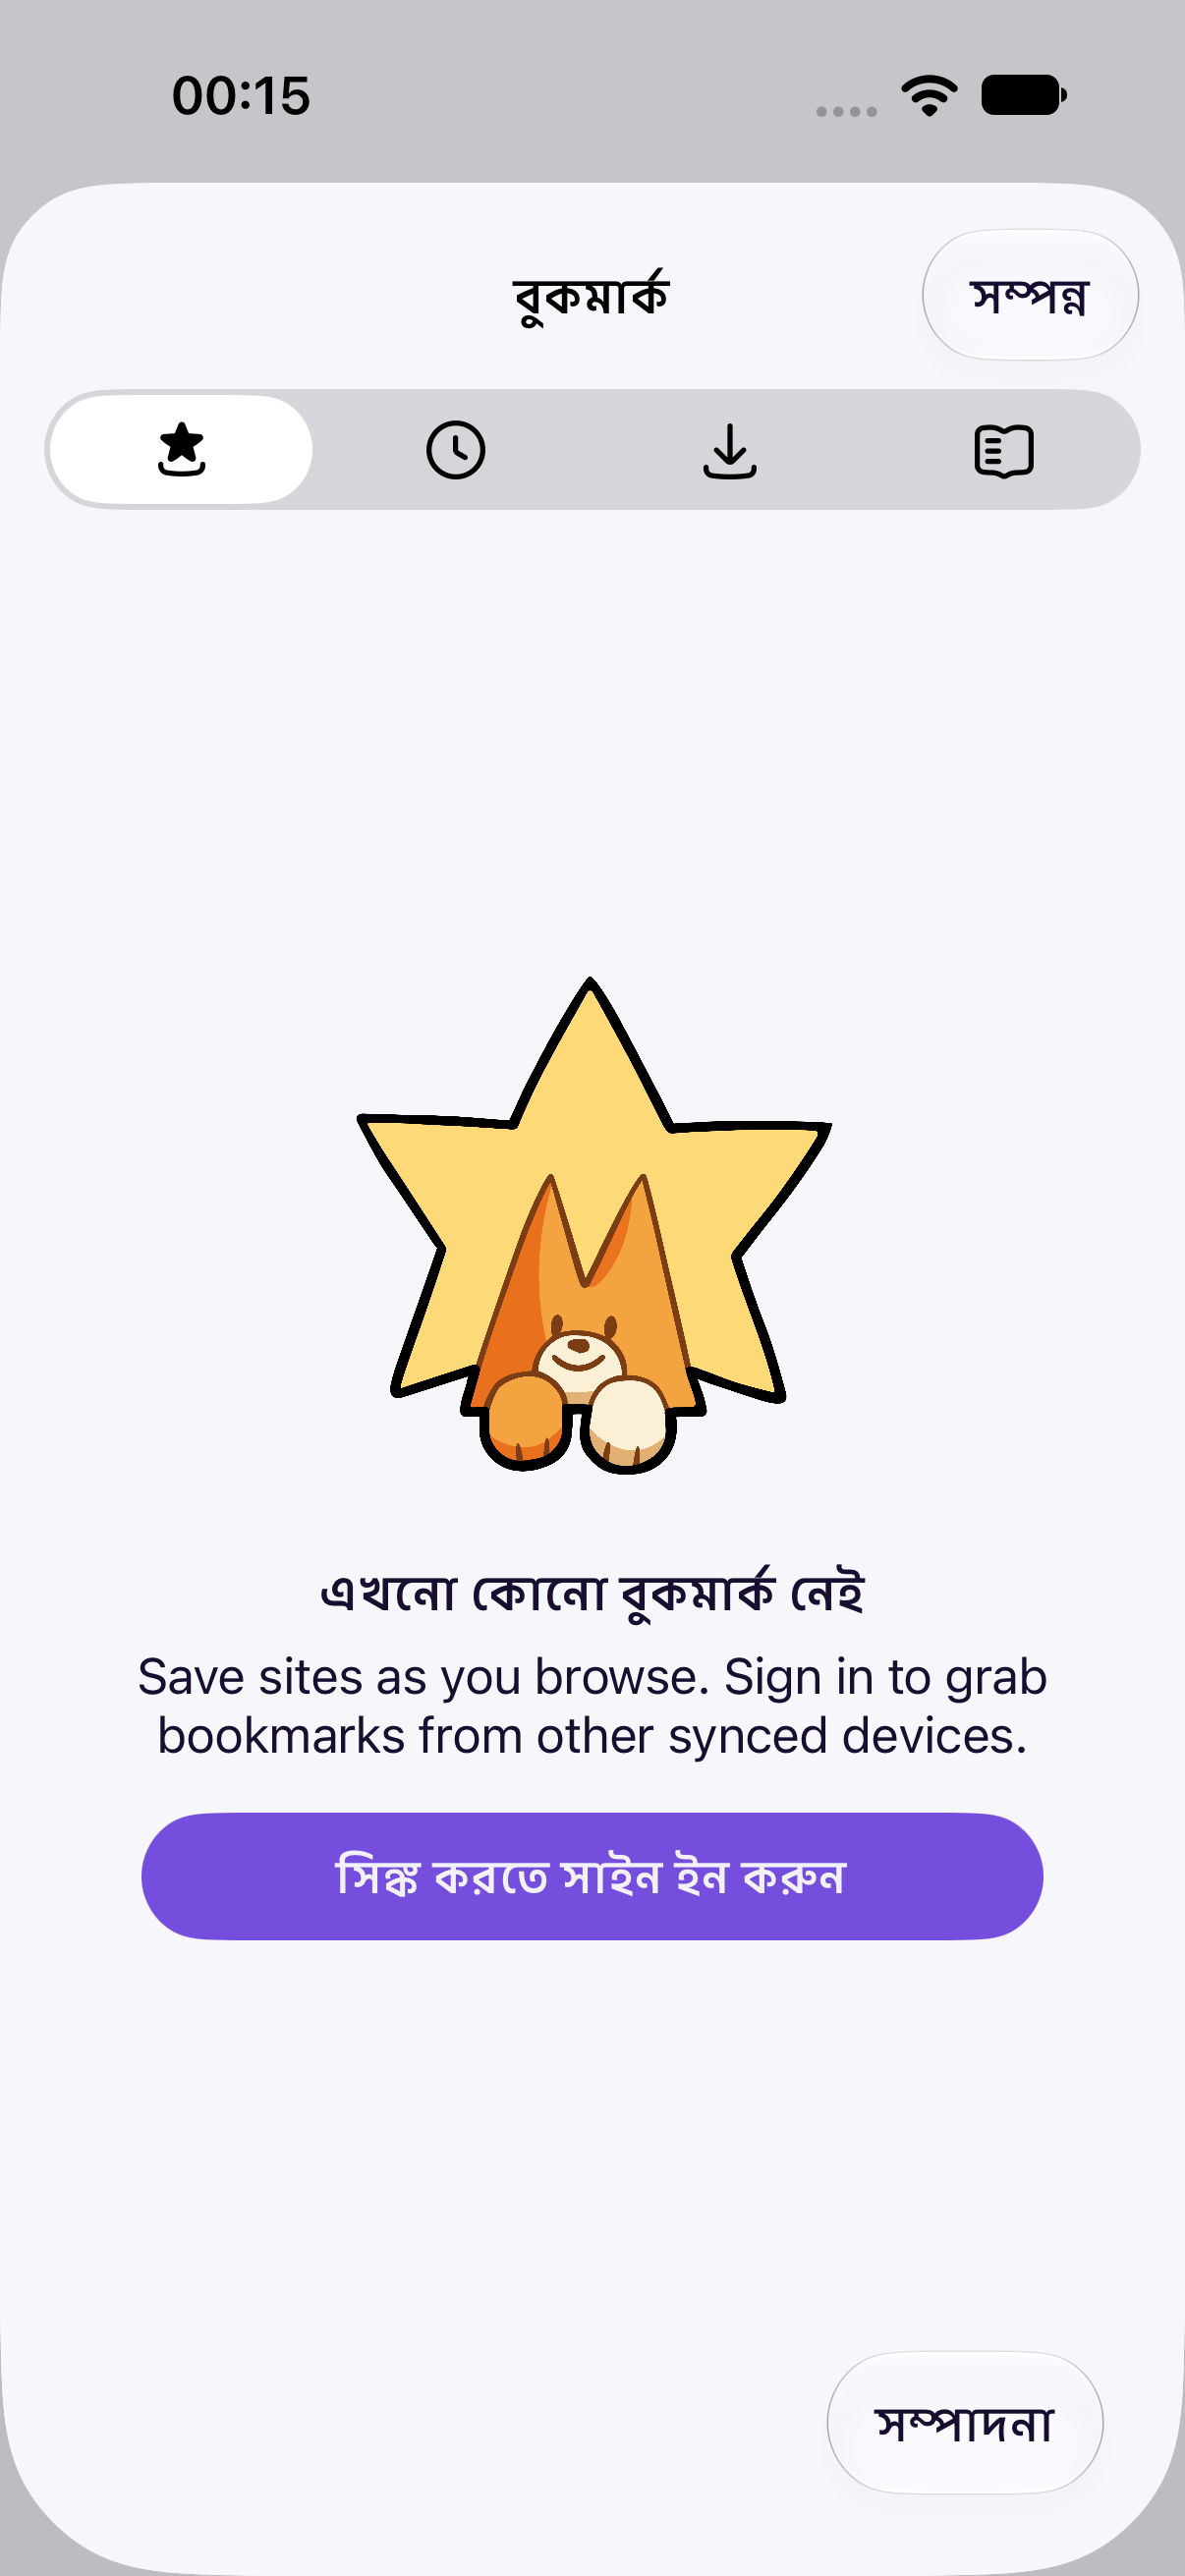 00:15
বুকমার্ক
সম্পন্ন
এখনো কোনো বুকমার্ক নেই
Save sites as you browse. Sign in to grab
bookmarks from other synced devices.
সিঙ্ক করতে সাইন ইন করুন
সম্পাদনা